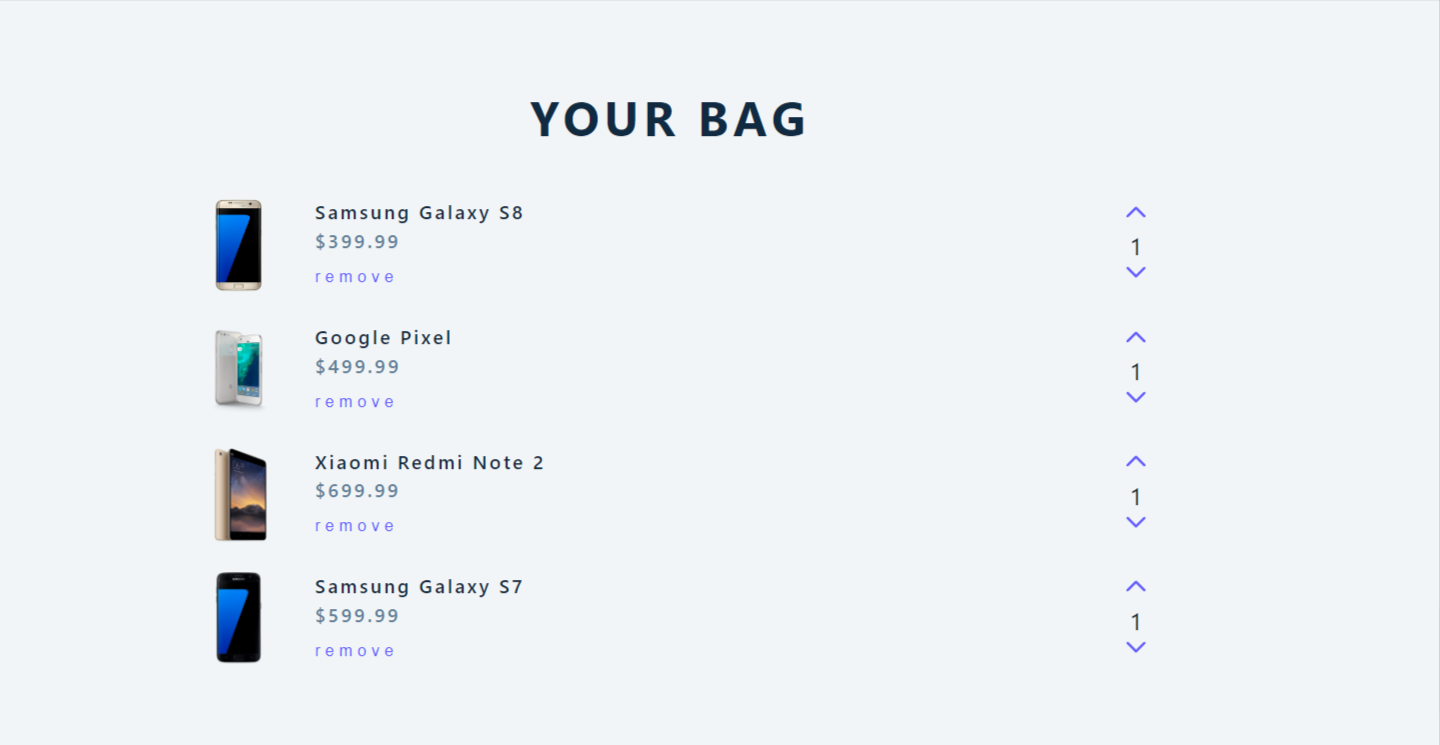 YOUR BAG
Samsung Galaxy S8
$399.99
remove
1
Google Pixel
$499.99
remove
1
Xiaomi Redmi Note 2
$699.99
remove
1
Samsung Galaxy S7
$599.99
remove
1